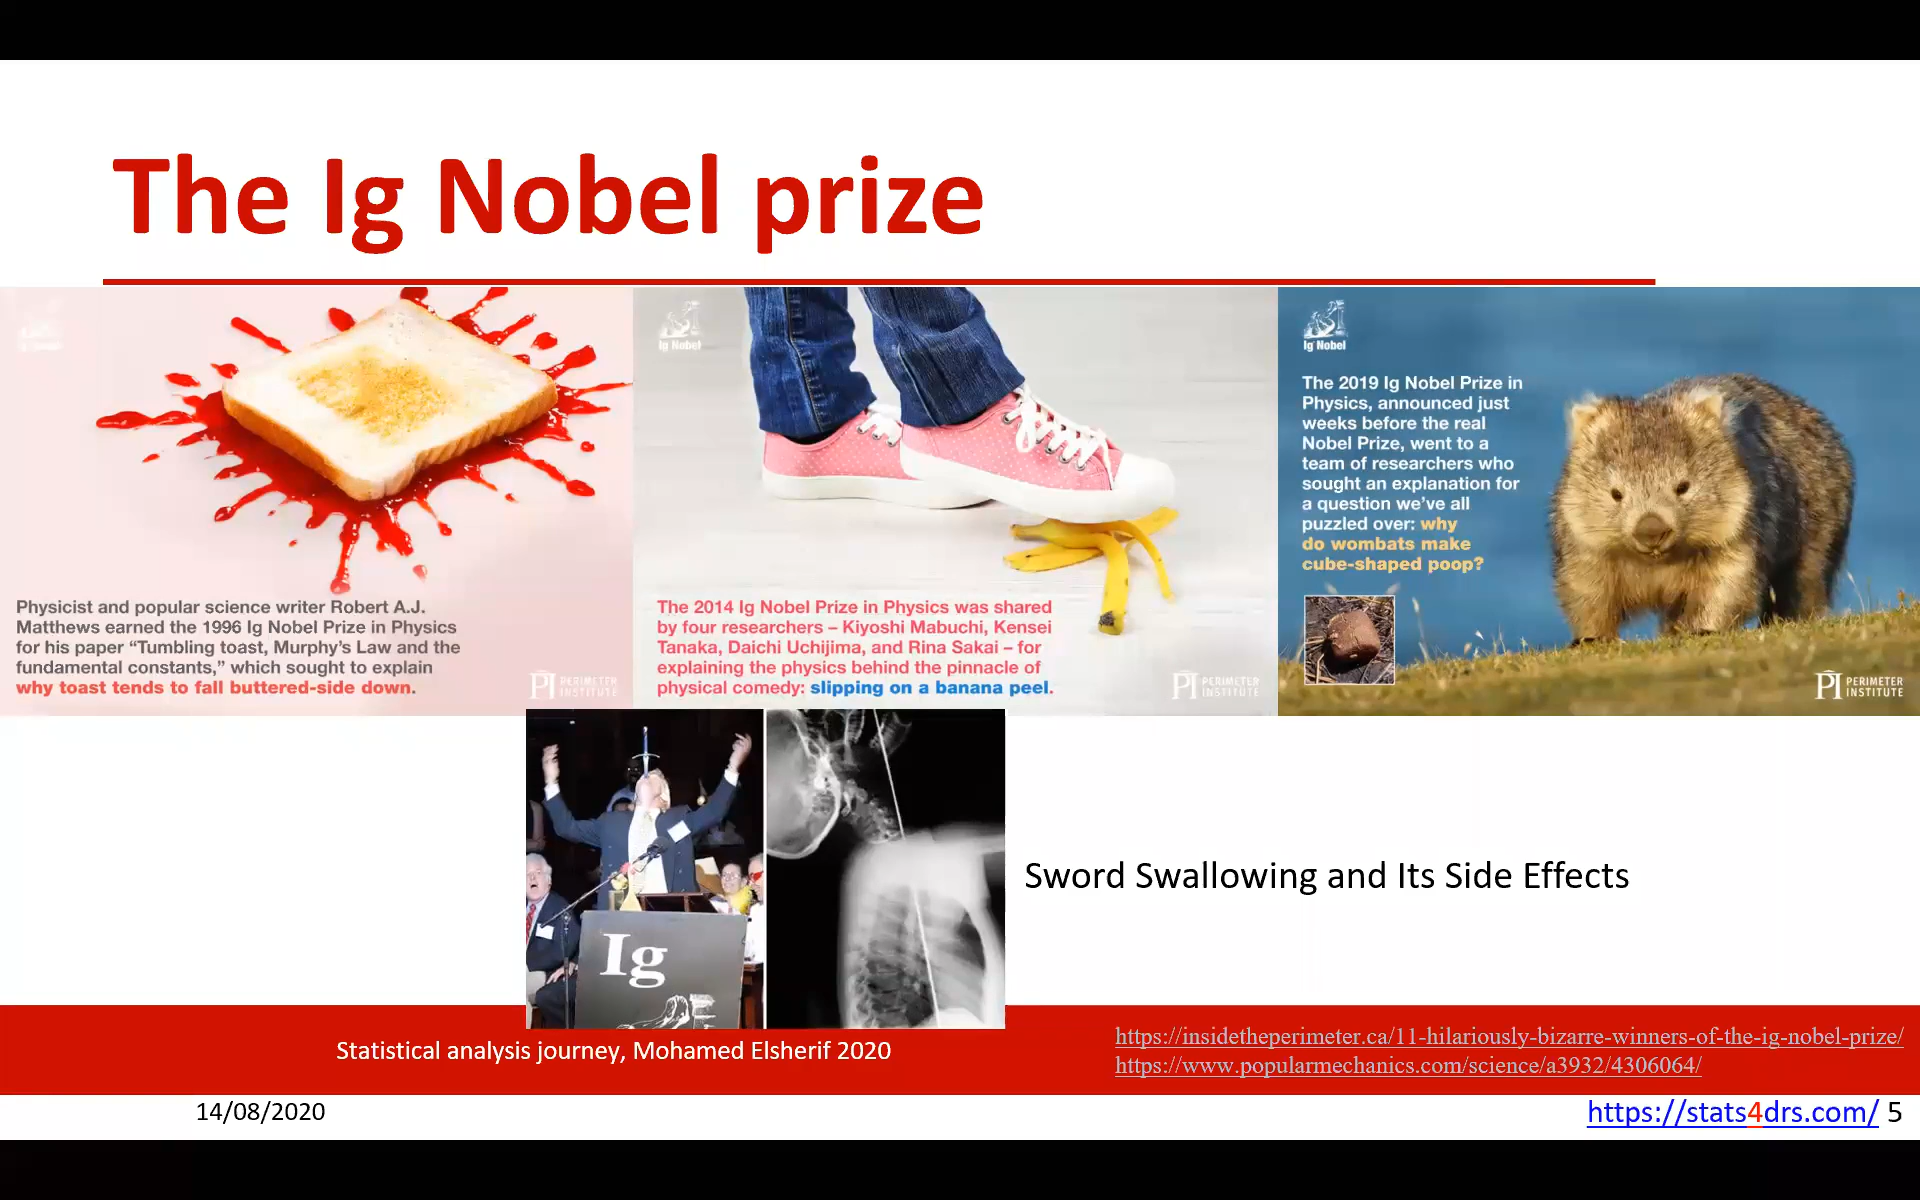 The Ig Nobel prize
Physicist and popular science writer Robert A.J.
Matthews earned the 1996 Ig Nobel Prize in Physics
for his paper “Tumbling toast, Murphy’s Law and the
fundamental constants,” which sought to explain
why toast tends to fall buttered-side down.
PI PERIMETER
INSTITUTE
Ig Nobel
The 2014 Ig Nobel Prize in Physics was shared
by four researchers – Kiyoshi Mabuchi, Kensei
Tanaka, Daichi Uchijima, and Rina Sakai – for
explaining the physics behind the pinnacle of
physical comedy: slipping on a banana peel.
PI PERIMETER
INSTITUTE
Ig Nobel
The 2019 Ig Nobel Prize in
Physics, announced just
weeks before the real
Nobel Prize, went to a
team of researchers who
sought an explanation for
a question we’ve all
puzzled over: why
do wombats make
cube-shaped poop?
PI PERIMETER
INSTITUTE
Ig
Sword Swallowing and Its Side Effects
Statistical analysis journey, Mohamed Elsherif 2020
https://insidetheperimeter.ca/11-hilariously-bizarre-winners-of-the-ig-nobel-prize/
https://www.popularmechanics.com/science/a3932/4306064/
14/08/2020
https://stats4drs.com/ 5